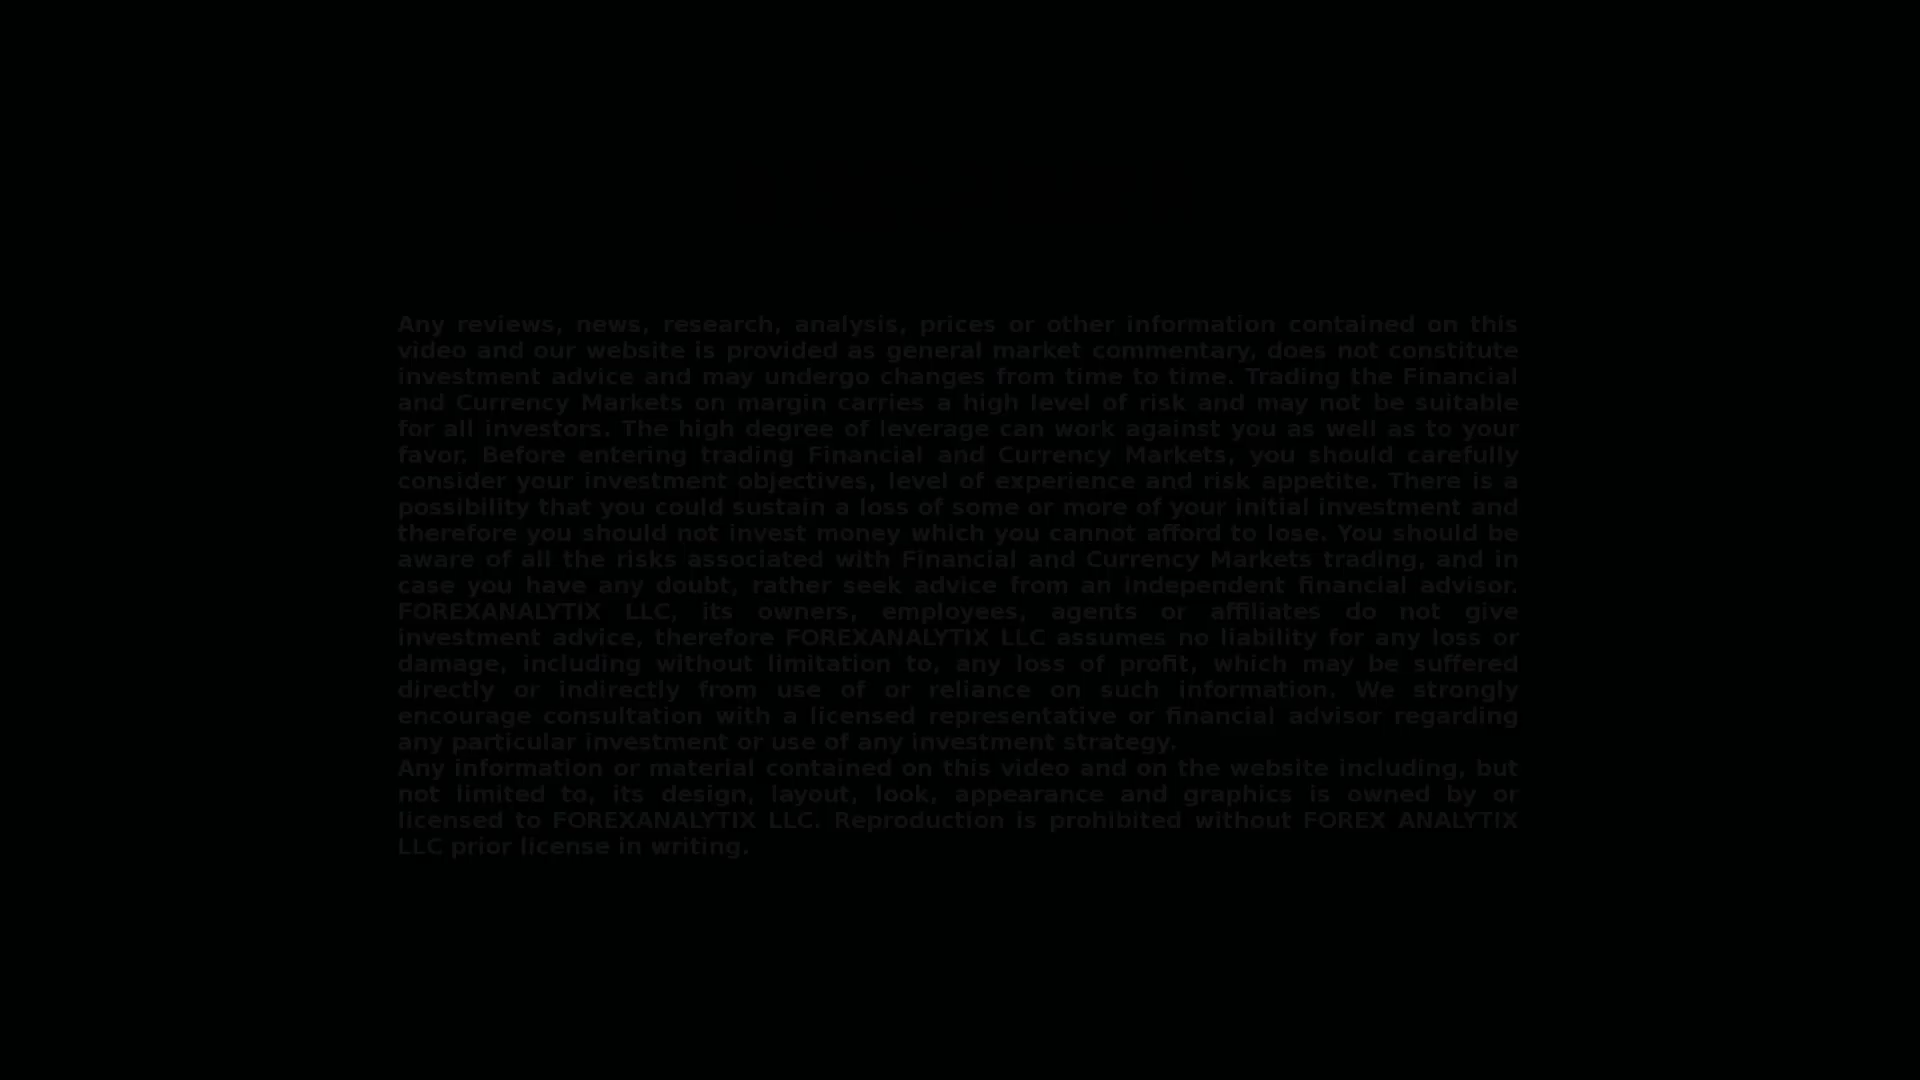 Any reviews, news, research, analysis, prices or other information contained on this
video and our website is provided as general market commentary, does not constitute
investment advice and may undergo changes from time to time. Trading the Financial
and Currency Markets on margin carries a high level of risk and may not be suitable
for all investors. The high degree of leverage can work against you as well as to your
favor. Before entering trading Financial and Currency Markets, you should carefully
consider your investment objectives, level of experience and risk appetite. There is a
possibility that you could sustain a loss of some or more of your initial investment and
therefore you should not invest money which you cannot afford to lose. You should be
aware of all the risks associated with Financial and Currency Markets trading, and in
case you have any doubt, rather seek advice from an independent financial advisor.
FOREXANALYTIX LLC, its owners, employees, agents or affiliates do not give
investment advice, therefore FOREXANALYTIX LLC assumes no liability for any loss or
damage, including without limitation to, any loss of profit, which may be suffered
directly or indirectly from use of or reliance on such information. We strongly
encourage consultation with a licensed representative or financial advisor regarding
any particular investment or use of any investment strategy.
Any information or material contained on this video and on the website including, but
not limited to, its design, layout, look, appearance and graphics is owned by or
licensed to FOREXANALYTIX LLC. Reproduction is prohibited without FOREX ANALYTIX
LLC prior license in writing.